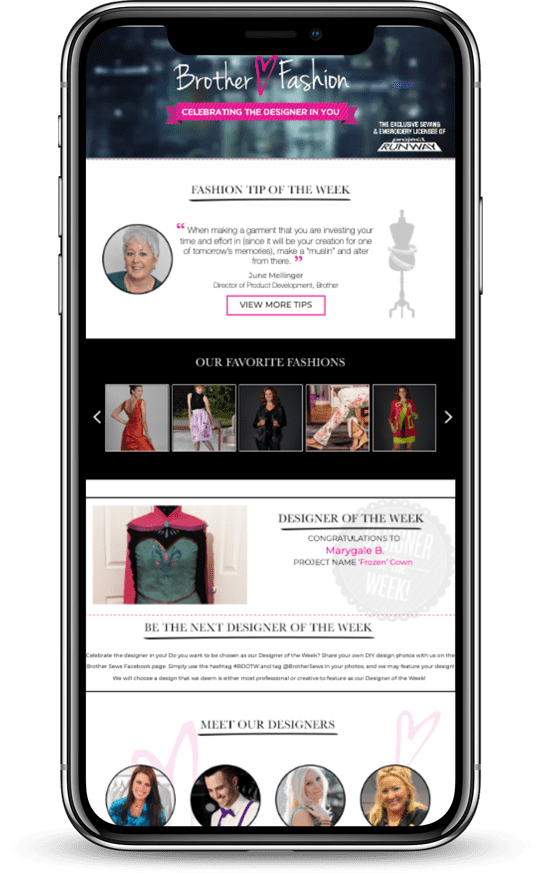 Brother Fashion
CELEBRATING THE DESIGNER IN YOU
THE EXCLUSIVE SEWING
& EMBROIDERY LICENSEE OF
project
RUNWAY
FASHION TIP OF THE WEEK
“ When making a garment that you are investing your
time and effort in (since it will be your creation for one
of tomorrow's memories), make a "muslin" and alter
from there. ”
June Mellinger
Director of Product Development, Brother
VIEW MORE TIPS
OUR FAVORITE FASHIONS
DESIGNER OF THE WEEK
CONGRATULATIONS TO
Marygale B.
PROJECT NAME 'Frozen' Gown
DESIGNER
WEEK!
BE THE NEXT DESIGNER OF THE WEEK
Celebrate the designer in you! Do you want to be chosen as our Designer of the Week? Share your own DIY design photos with us on the
Brother Sews Facebook page. Simply use the hashtag #BDOTW and tag @BrotherSews in your photos, and we may feature your design!
We will choose a design that we deem is either most professional or creative to feature as our Designer of the Week!
MEET OUR DESIGNERS